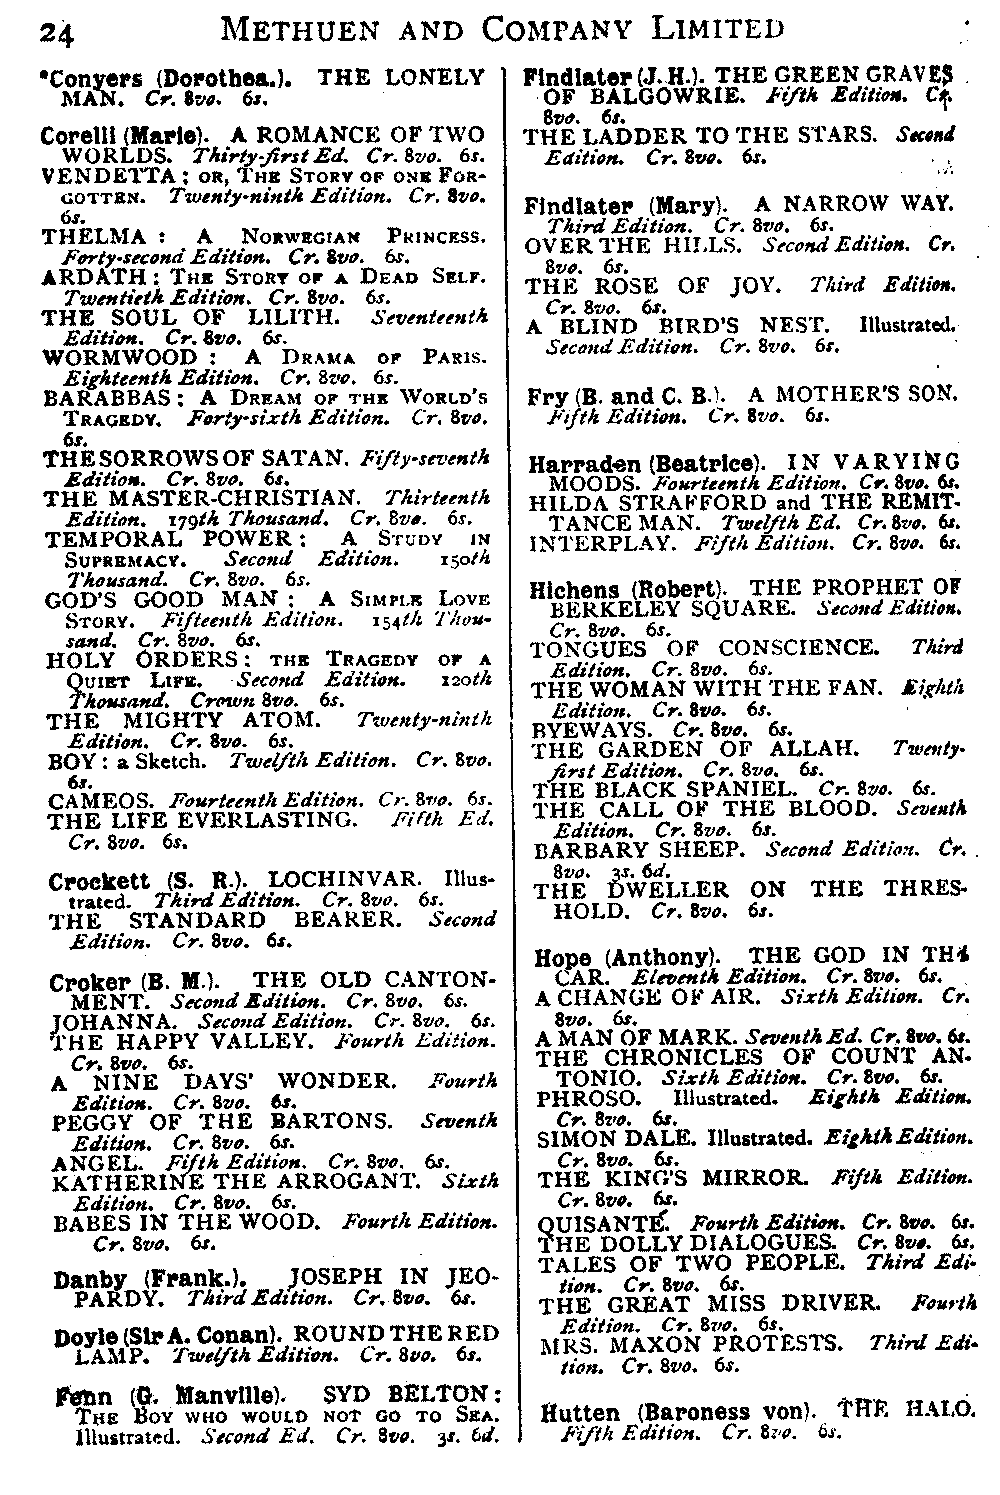 24 METHUEN AND COMPANY LIMITED
*Conyers (Dorothea.). THE LONELY
MAN. Cr. 8vo. 6s.
Corelli (Marie). A ROMANCE OF TWO
WORLDS. Thirty-first Ed. Cr. 8vo. 6s.
VENDETTA; OR, THE STORY OF ONE FOR-
GOTTEN. Twenty-ninth Edition. Cr. 8vo.
6s.
THELMA : A NORWEGIAN PRINCESS.
Forty-second Edition. Cr. 8vo. 6s.
ARDATH: THE STORY OF A DEAD SELF.
Twentieth Edition. Cr. 8vo. 6s.
THE SOUL OF LILITH. Seventeenth
Edition. Cr. 8vo. 6s.
WORMWOOD : A DRAMA OF PARIS.
Eighteenth Edition. Cr. 8vo. 6s.
BARABBAS: A DREAM OF THE WORLD'S
TRAGEDY. Forty-sixth Edition. Cr. 8vo.
6s.
THE SORROWS OF SATAN. Fifty-seventh
Edition. Cr. 8vo. 6s.
THE MASTER-CHRISTIAN. Thirteenth
Edition. 179th Thousand. Cr. 8vo. 6s.
TEMPORAL POWER: A STUDY IN
SUPREMACY. Second Edition. 150th
Thousand. Cr. 8vo. 6s.
GOD'S GOOD MAN: A SIMPLE LOVE
STORY. Fifteenth Edition. 154th Thou-
sand. Cr. 8vo. 6s.
HOLY ORDERS: THE TRAGEDY OF A
QUIET LIFE. Second Edition. 120th
Thousand. Crown 8vo. 6s.
THE MIGHTY ATOM. Twenty-ninth
Edition. Cr. 8vo. 6s.
BOY: a Sketch. Twelfth Edition. Cr. 8vo.
6s.
CAMEOS. Fourteenth Edition. Cr. 8vo. 6s.
THE LIFE EVERLASTING. Fifth Ed.
Cr. 8vo. 6s.
Crockett (S. R.). LOCHINVAR. Illus-
trated. Third Edition. Cr. 8vo. 6s.
THE STANDARD BEARER. Second
Edition. Cr. 8vo. 6s.
Croker (B. M.). THE OLD CANTON-
MENT. Second Edition. Cr. 8vo. 6s.
JOHANNA. Second Edition. Cr. 8vo. 6s.
THE HAPPY VALLEY. Fourth Edition.
Cr. 8vo. 6s.
A NINE DAYS' WONDER. Fourth
Edition. Cr. 8vo. 6s.
PEGGY OF THE BARTONS. Seventh
Edition. Cr. 8vo. 6s.
ANGEL. Fifth Edition. Cr. 8vo. 6s.
KATHERINE THE ARROGANT. Sixth
Edition. Cr. 8vo. 6s.
BABES IN THE WOOD. Fourth Edition.
Cr. 8vo. 6s.
Danby (Frank.). JOSEPH IN JEO-
PARDY. Third Edition. Cr. 8vo. 6s.
Doyle (Sir A. Conan). ROUND THE RED
LAMP. Twelfth Edition. Cr. 8vo. 6s.
Fenn (G. Manville). SYD BELTON:
THE BOY WHO WOULD NOT GO TO SEA.
Illustrated. Second Ed. Cr. 8vo. 3s. 6d.
Findlater (J. H.). THE GREEN GRAVES
OF BALGOWRIE. Fifth Edition. Cr.
8vo. 6s.
THE LADDER TO THE STARS. Second
Edition. Cr. 8vo. 6s.
Findlater (Mary). A NARROW WAY.
Third Edition. Cr. 8vo. 6s.
OVER THE HILLS. Second Edition. Cr.
8vo. 6s.
THE ROSE OF JOY. Third Edition.
Cr. 8vo. 6s.
A BLIND BIRD'S NEST. Illustrated.
Second Edition. Cr. 8vo. 6s.
Fry (B. and C. B.). A MOTHER'S SON.
Fifth Edition. Cr. 8vo. 6s.
Harraden (Beatrice). IN VARYING
MOODS. Fourteenth Edition. Cr. 8vo. 6s.
HILDA STRAFFORD and THE REMIT-
TANCE MAN. Twelfth Ed. Cr. 8vo. 6s.
INTERPLAY. Fifth Edition. Cr. 8vo. 6s.
Hichens (Robert). THE PROPHET OF
BERKELEY SQUARE. Second Edition.
Cr. 8vo. 6s.
TONGUES OF CONSCIENCE. Third
Edition. Cr. 8vo. 6s.
THE WOMAN WITH THE FAN. Eighth
Edition. Cr. 8vo. 6s.
BYEWAYS. Cr. 8vo. 6s.
THE GARDEN OF ALLAH. Twenty-
first Edition. Cr. 8vo. 6s.
THE BLACK SPANIEL. Cr. 8vo. 6s.
THE CALL OF THE BLOOD. Seventh
Edition. Cr. 8vo. 6s.
BARBARY SHEEP. Second Edition. Cr.
8vo. 3s. 6d.
THE DWELLER ON THE THRES-
HOLD. Cr. 8vo. 6s.
Hope (Anthony). THE GOD IN THE
CAR. Eleventh Edition. Cr. 8vo. 6s.
A CHANGE OF AIR. Sixth Edition. Cr.
8vo. 6s.
A MAN OF MARK. Seventh Ed. Cr. 8vo. 6s.
THE CHRONICLES OF COUNT AN-
TONIO. Sixth Edition. Cr. 8vo. 6s.
PHROSO. Illustrated. Eighth Edition.
Cr. 8vo. 6s.
SIMON DALE. Illustrated. Eighth Edition.
Cr. 8vo. 6s.
THE KING'S MIRROR. Fifth Edition.
Cr. 8vo. 6s.
QUISANTÉ. Fourth Edition. Cr. 8vo. 6s.
THE DOLLY DIALOGUES. Cr. 8vo. 6s.
TALES OF TWO PEOPLE. Third Edi-
tion. Cr. 8vo. 6s.
THE GREAT MISS DRIVER. Fourth
Edition. Cr. 8vo. 6s.
MRS. MAXON PROTESTS. Third Edi-
tion. Cr. 8vo. 6s.
Hutten (Baroness von). THE HALO.
Fifth Edition. Cr. 8vo. 6s.